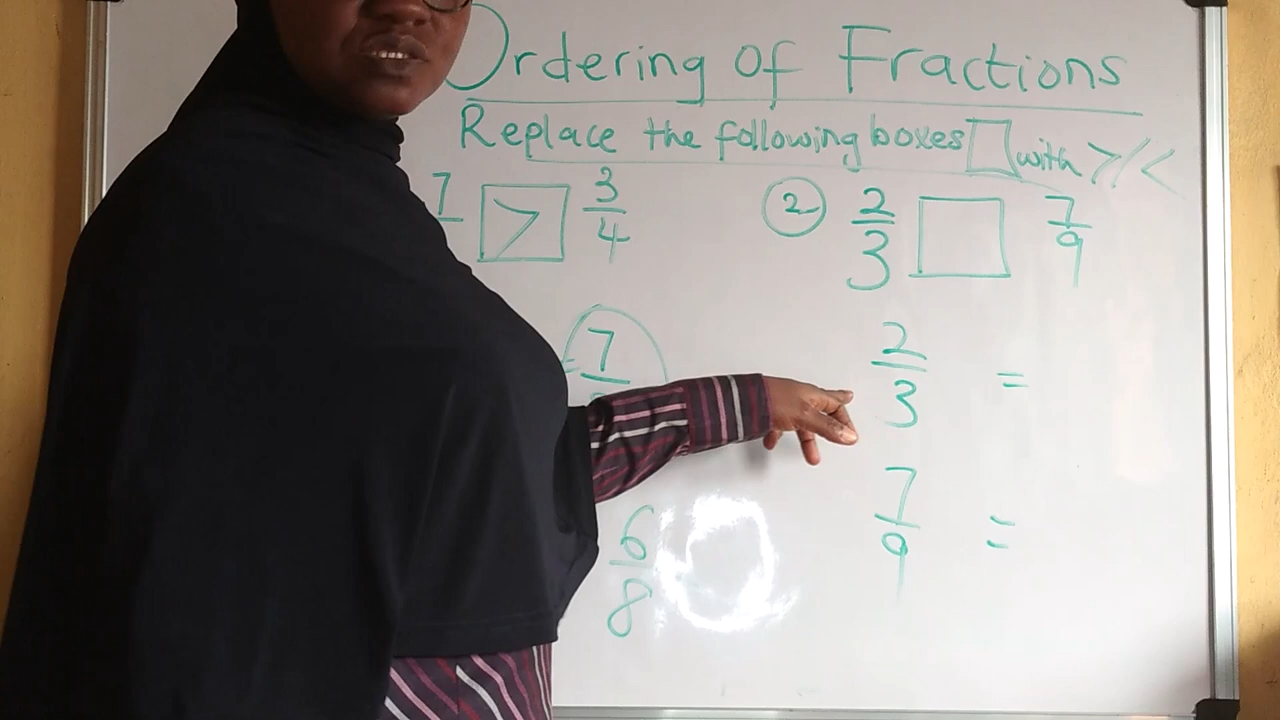 Ordering of Fractions
Replace the following boxes □ with >/<
7 > 3/4
② 2/3 □ 7/9
= 7
2/3 =
6/8
7/9 =